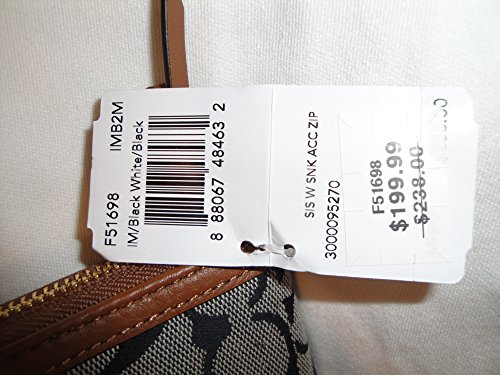 F51698 IMB2M
IM/Black White/Black
8 88067 48463 2
SIS W SNK ACC ZIP
3000095270
F51698
$199.99
$238.00